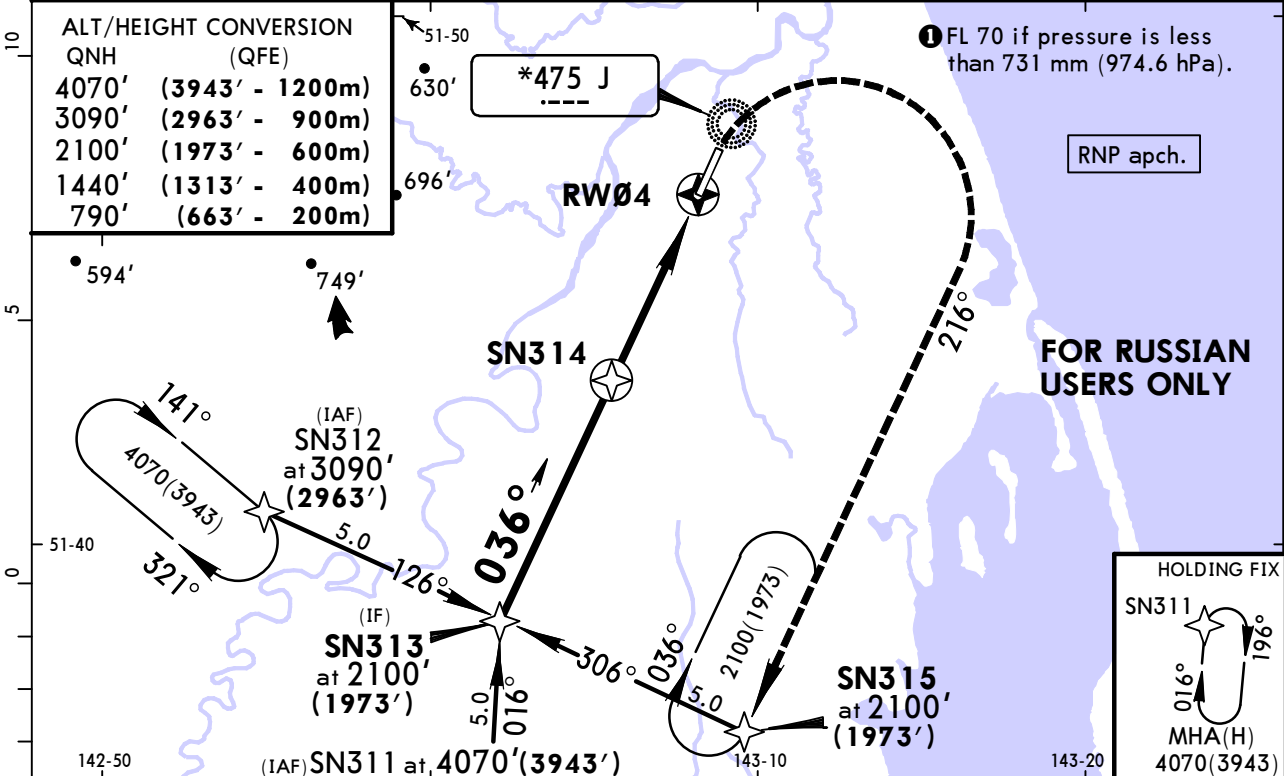 ALT/HEIGHT CONVERSION
QNH (QFE)
4070' (3943' - 1200m)
3090' (2963' - 900m)
2100' (1973' - 600m)
1440' (1313' - 400m)
790' (663' - 200m)
10
51-50
630'
*475 J
❶ FL 70 if pressure is less
than 731 mm (974.6 hPa).
RNP apch.
696'
RWØ4
594'
749'
5
216°
SN314
FOR RUSSIAN
USERS ONLY
141°
4070(3943)
321°
(IAF)
SN312
at 3090'
(2963')
5.0
126°
036°
51-40
0
(IF)
SN313
at 2100'
(1973')
5.0
016°
306°
5.0
036°
2100(1973)
SN315
at 2100'
(1973')
(IAF) SN311 at 4070'(3943')
142-50
143-10
143-20
HOLDING FIX
SN311
016°
196°
MHA(H)
4070(3943)